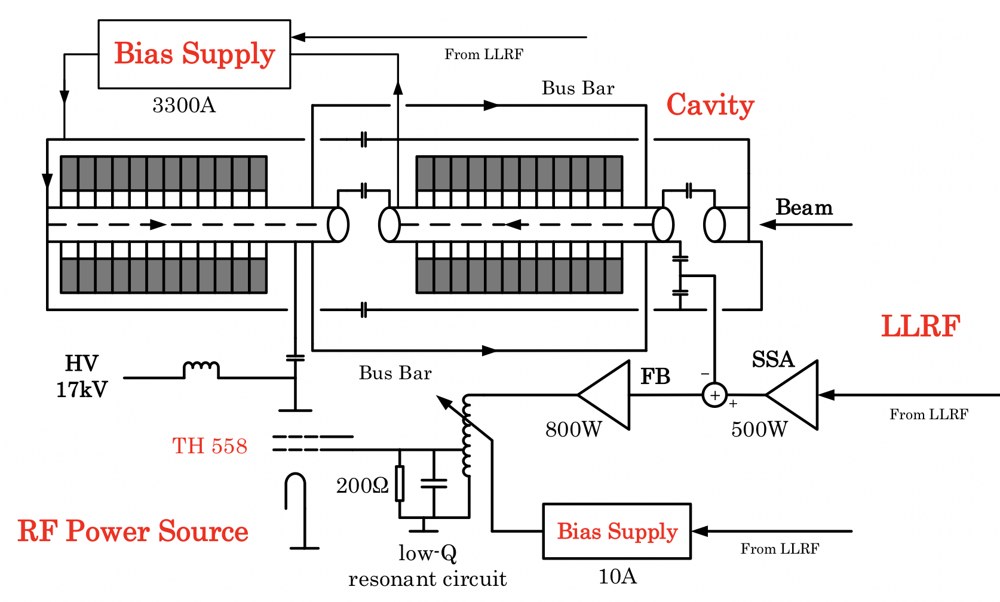 Bias Supply
From LLRF
3300A
Bus Bar
Cavity
Beam
LLRF
HV
17kV
Bus Bar
FB
SSA
−
+
+
800W
500W
From LLRF
TH 558
200Ω
RF Power Source
Bias Supply
From LLRF
low-Q
resonant circuit
10A